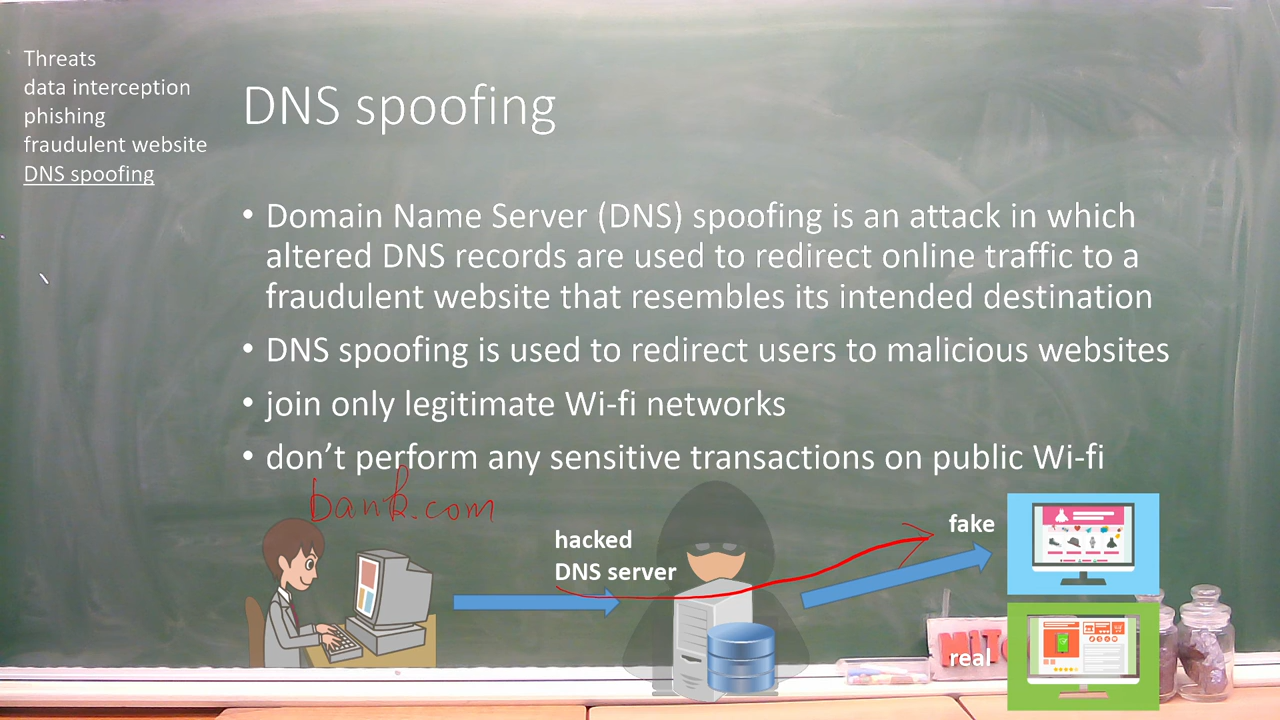 Threats
data interception
phishing
fraudulent website
DNS spoofing
DNS spoofing
• Domain Name Server (DNS) spoofing is an attack in which
altered DNS records are used to redirect online traffic to a
fraudulent website that resembles its intended destination
• DNS spoofing is used to redirect users to malicious websites
• join only legitimate Wi-fi networks
• don't perform any sensitive transactions on public Wi-fi
bank.com
hacked
DNS server
fake
real